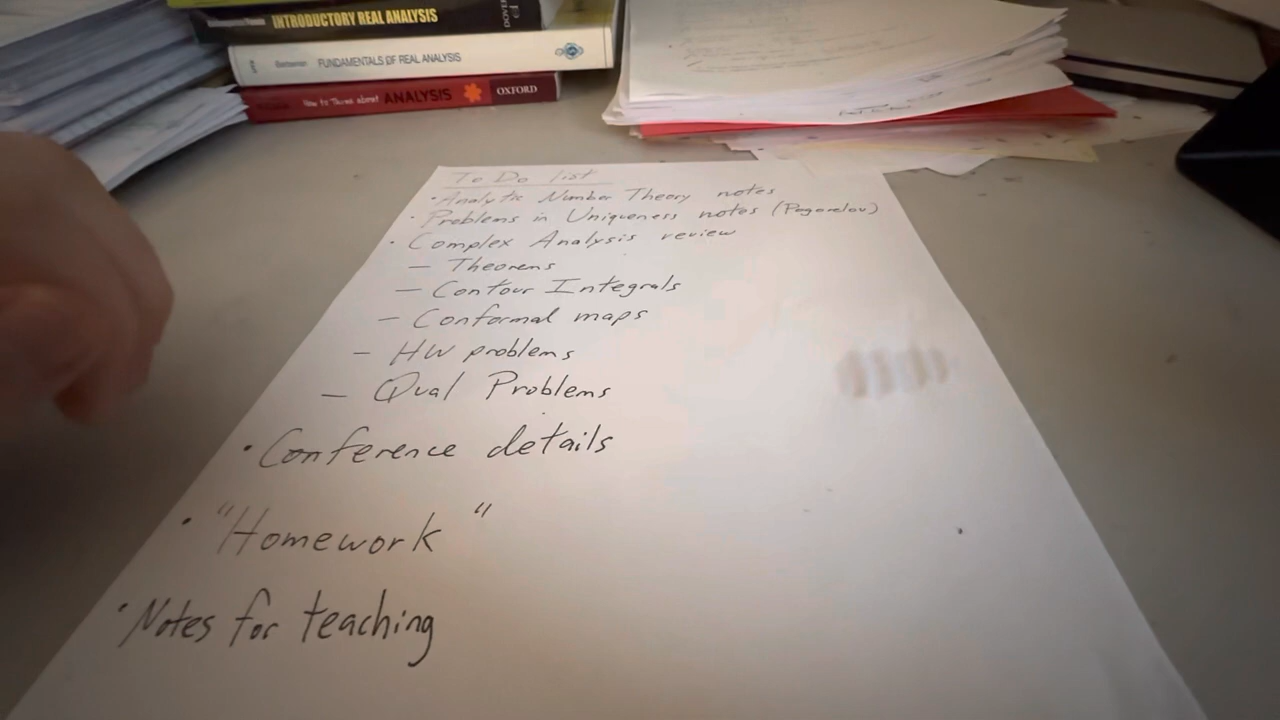 INTRODUCTORY REAL ANALYSIS
DOVER
Berberian FUNDAMENTALS OF REAL ANALYSIS
How to Think about ANALYSIS OXFORD
To Do list
· Analytic Number Theory notes
· Problems in Uniqueness notes (Pogorelov)
· Complex Analysis review
— Theorems
— Contour Integrals
— Conformal maps
— HW problems
— Qual Problems
· Conference details
· "Homework"
· Notes for teaching